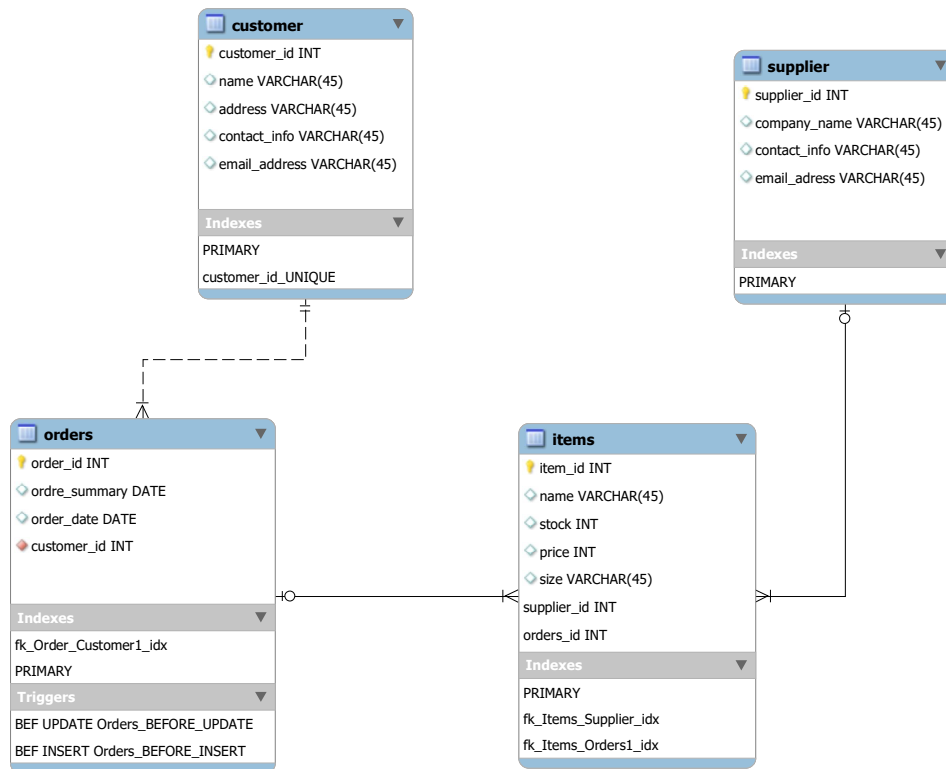 customer
customer_id INT
name VARCHAR(45)
address VARCHAR(45)
contact_info VARCHAR(45)
email_address VARCHAR(45)
Indexes
PRIMARY
customer_id_UNIQUE
supplier
supplier_id INT
company_name VARCHAR(45)
contact_info VARCHAR(45)
email_adress VARCHAR(45)
Indexes
PRIMARY
orders
order_id INT
ordre_summary DATE
order_date DATE
customer_id INT
Indexes
fk_Order_Customer1_idx
PRIMARY
Triggers
BEF UPDATE Orders_BEFORE_UPDATE
BEF INSERT Orders_BEFORE_INSERT
items
item_id INT
name VARCHAR(45)
stock INT
price INT
size VARCHAR(45)
supplier_id INT
orders_id INT
Indexes
PRIMARY
fk_Items_Supplier_idx
fk_Items_Orders1_idx